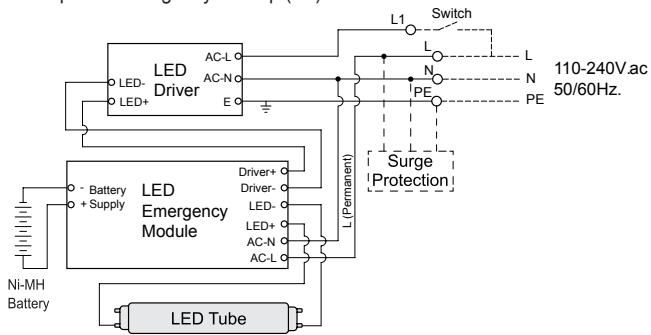 L1
Switch
AC-L
L
L
LED
Driver
LED-
LED+
AC-N
N
N
E
PE
PE
110-240V.ac
50/60Hz.
Surge
Protection
L (Permanent)
- Battery
+ Supply
LED
Emergency
Module
Driver+
Driver-
LED-
LED+
AC-N
AC-L
Ni-MH
Battery
LED Tube